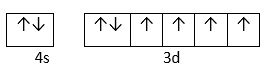 ↑↓ ↑↓ ↑ ↑ ↑ ↑
4s 3d